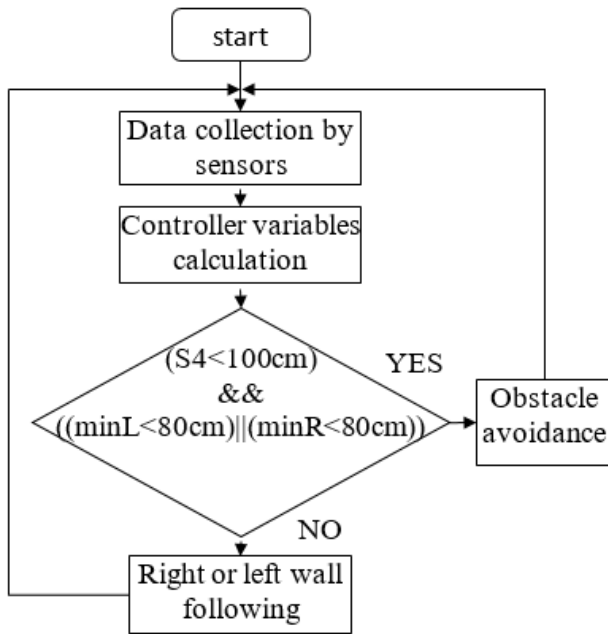 start
Data collection by
sensors
Controller variables
calculation
(S4<100cm)
&&
((minL<80cm)||(minR<80cm))
YES
Obstacle
avoidance
NO
Right or left wall
following